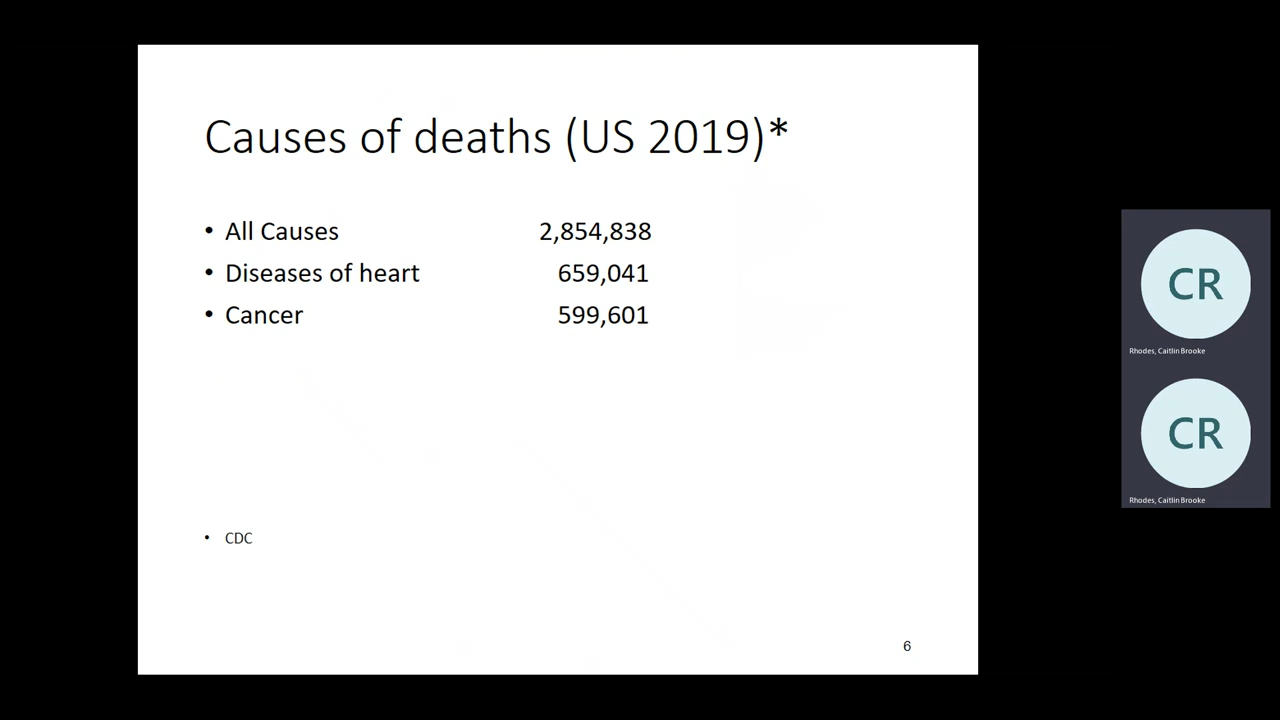 Causes of deaths (US 2019)*
• All Causes 2,854,838
• Diseases of heart 659,041
• Cancer 599,601
• CDC
6
CR
Rhodes, Caitlin Brooke
CR
Rhodes, Caitlin Brooke